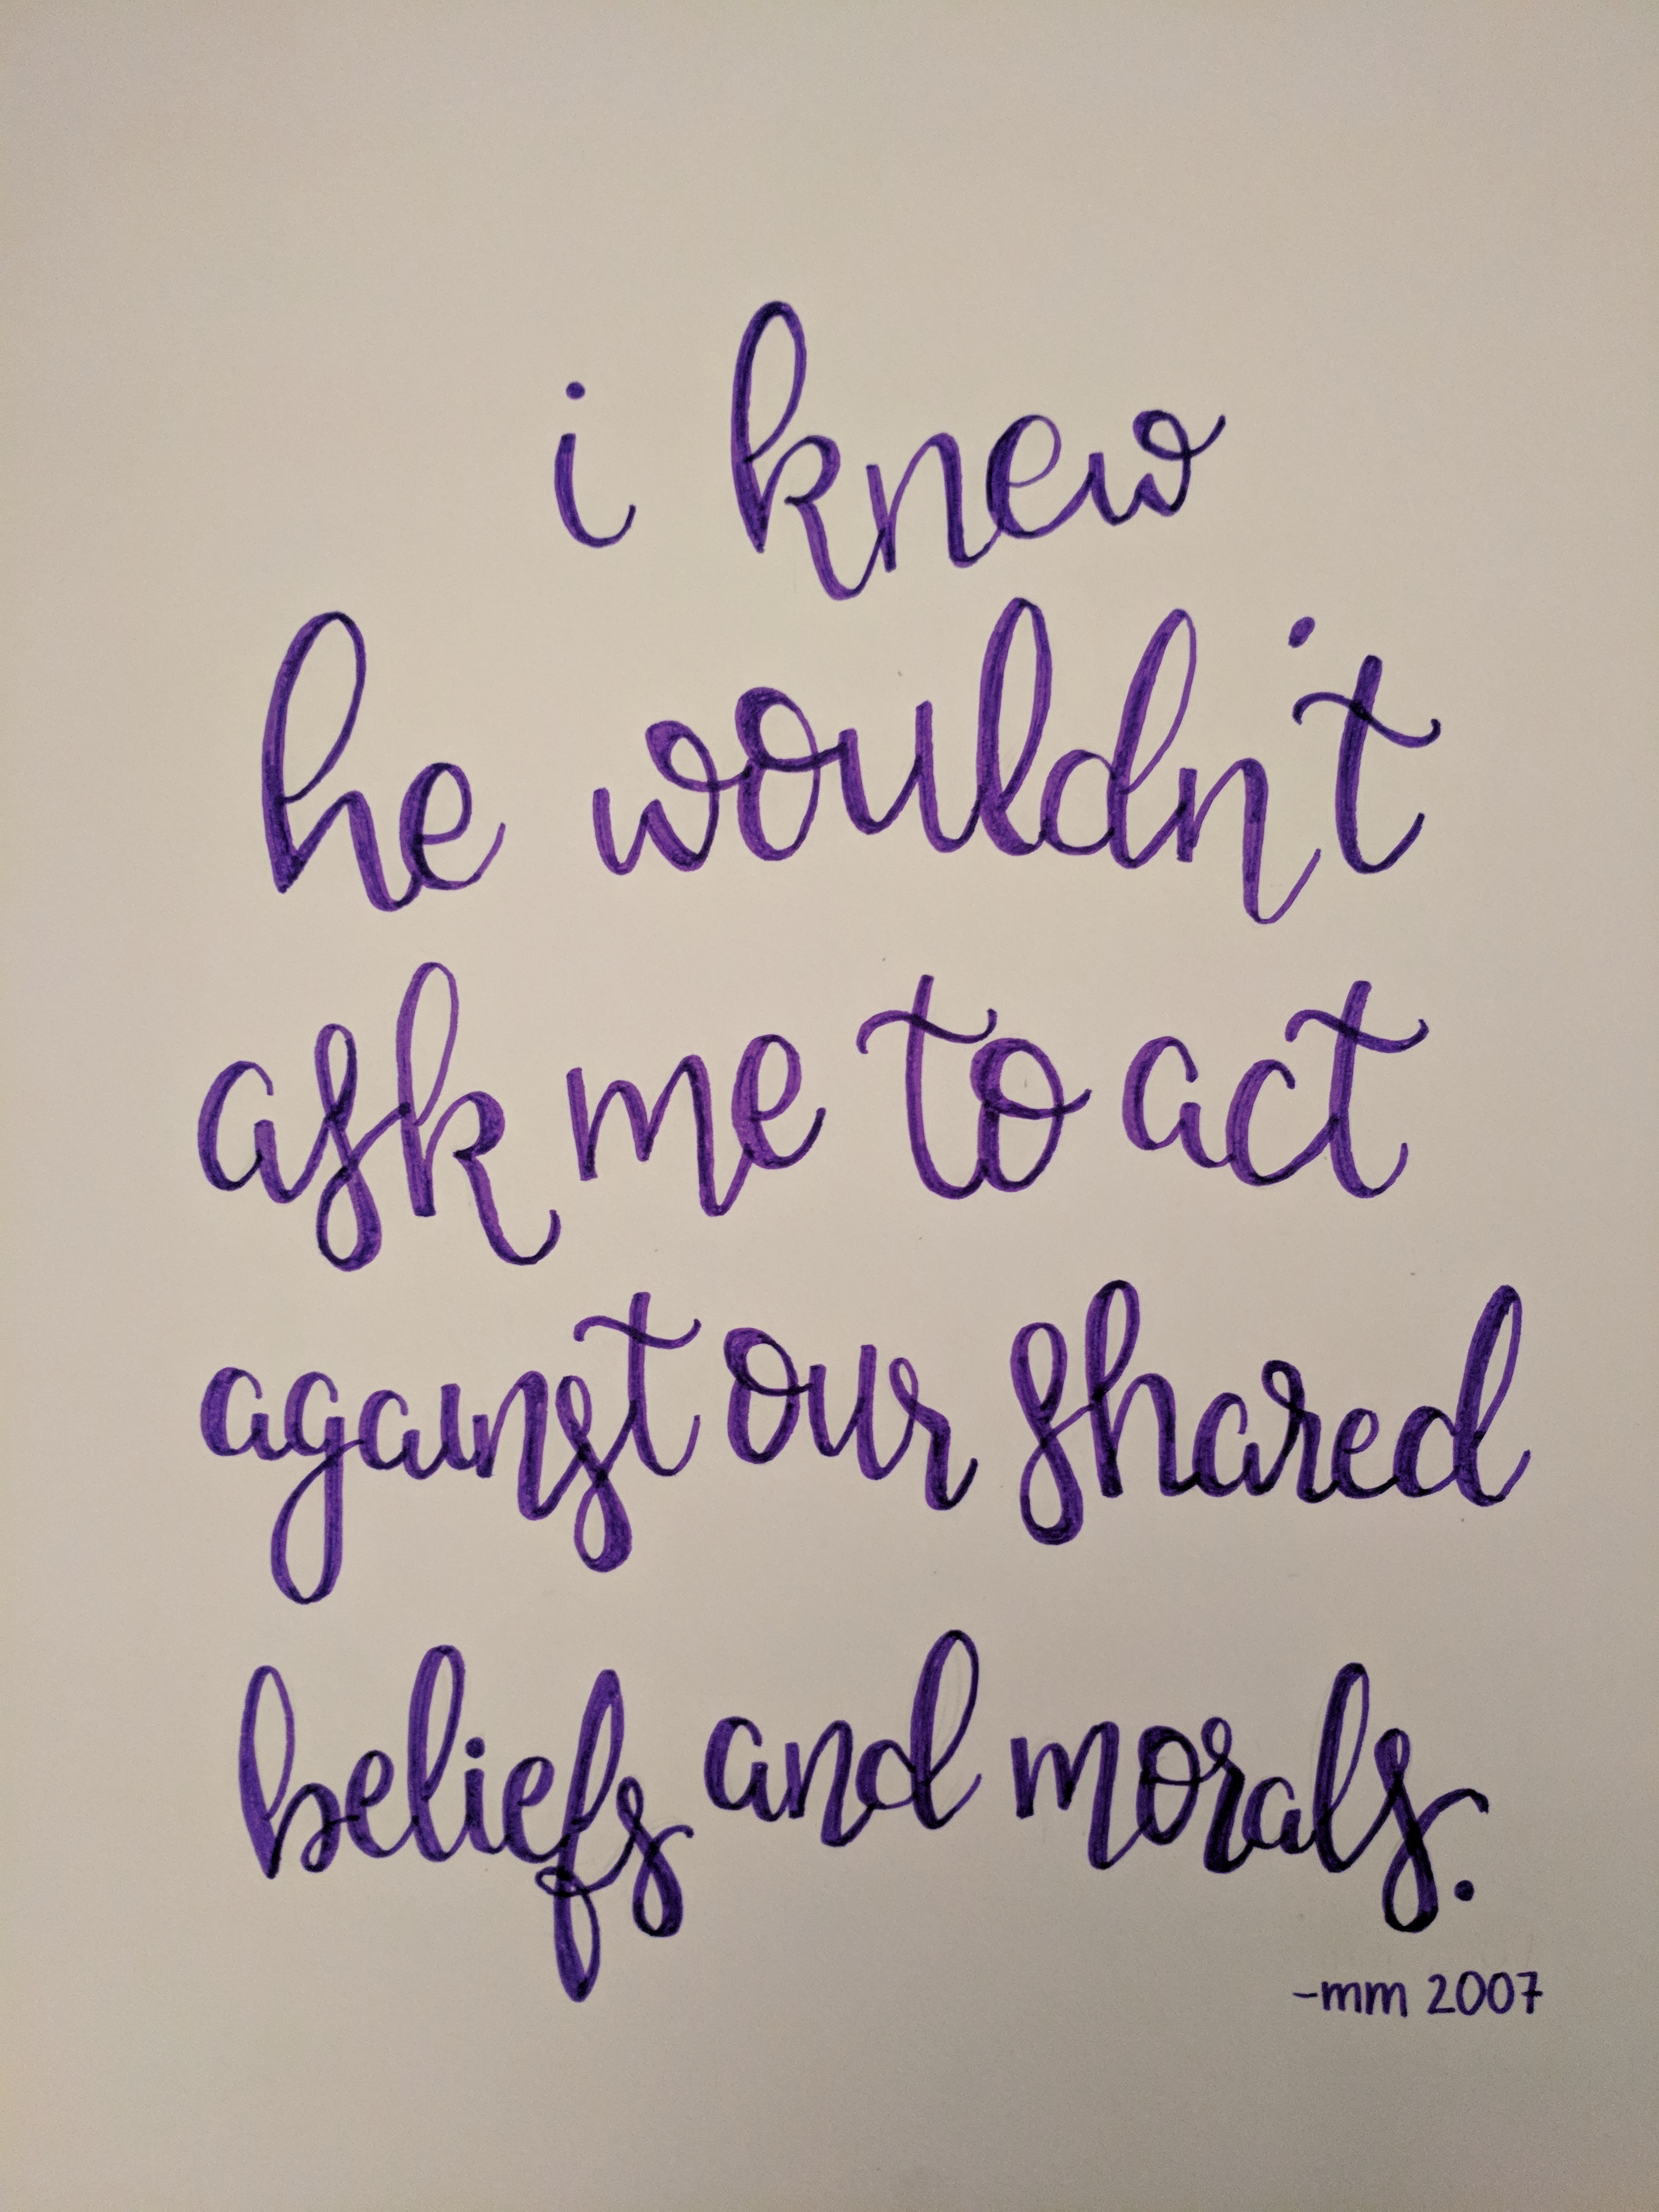 i knew
he wouldn't
ask me to act
against our shared
beliefs and morals.
-mm 2007